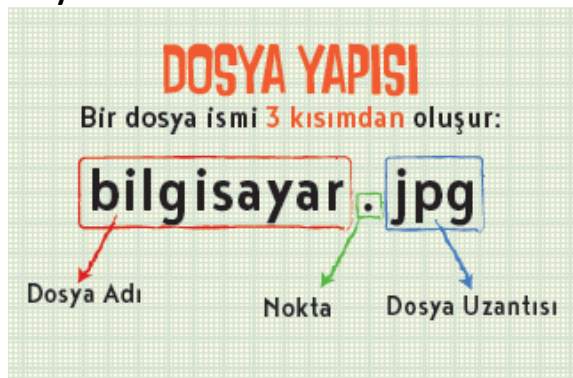 DOSYA YAPISI
Bir dosya ismi 3 kısımdan oluşur:
bilgisayar.jpg
Dosya Adı
Nokta
Dosya Uzantısı